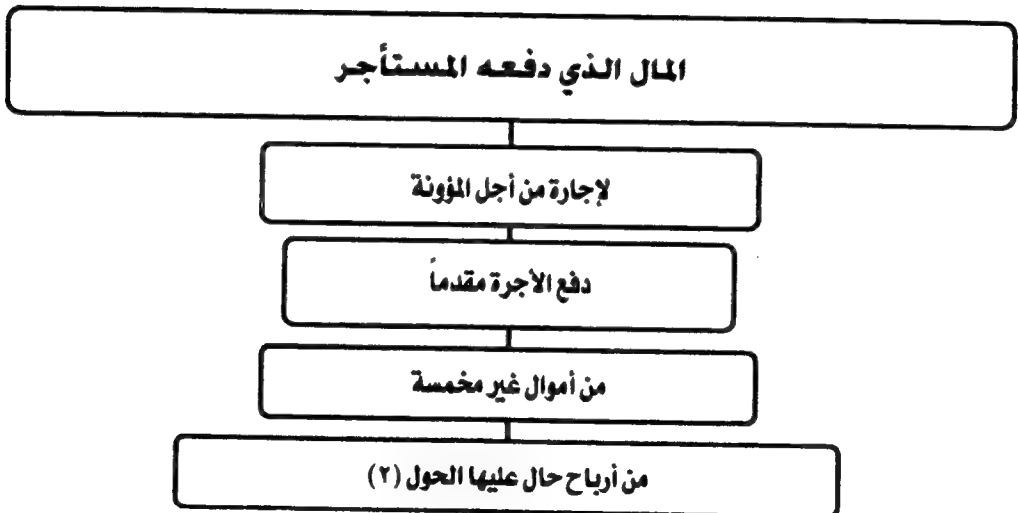 المال الذي دفعه المستأجر
لإجارة من أجل المؤونة
دفع الأجرة مقدماً
من أموال غير مخمسة
من أرباح حال عليها الحول (٢)